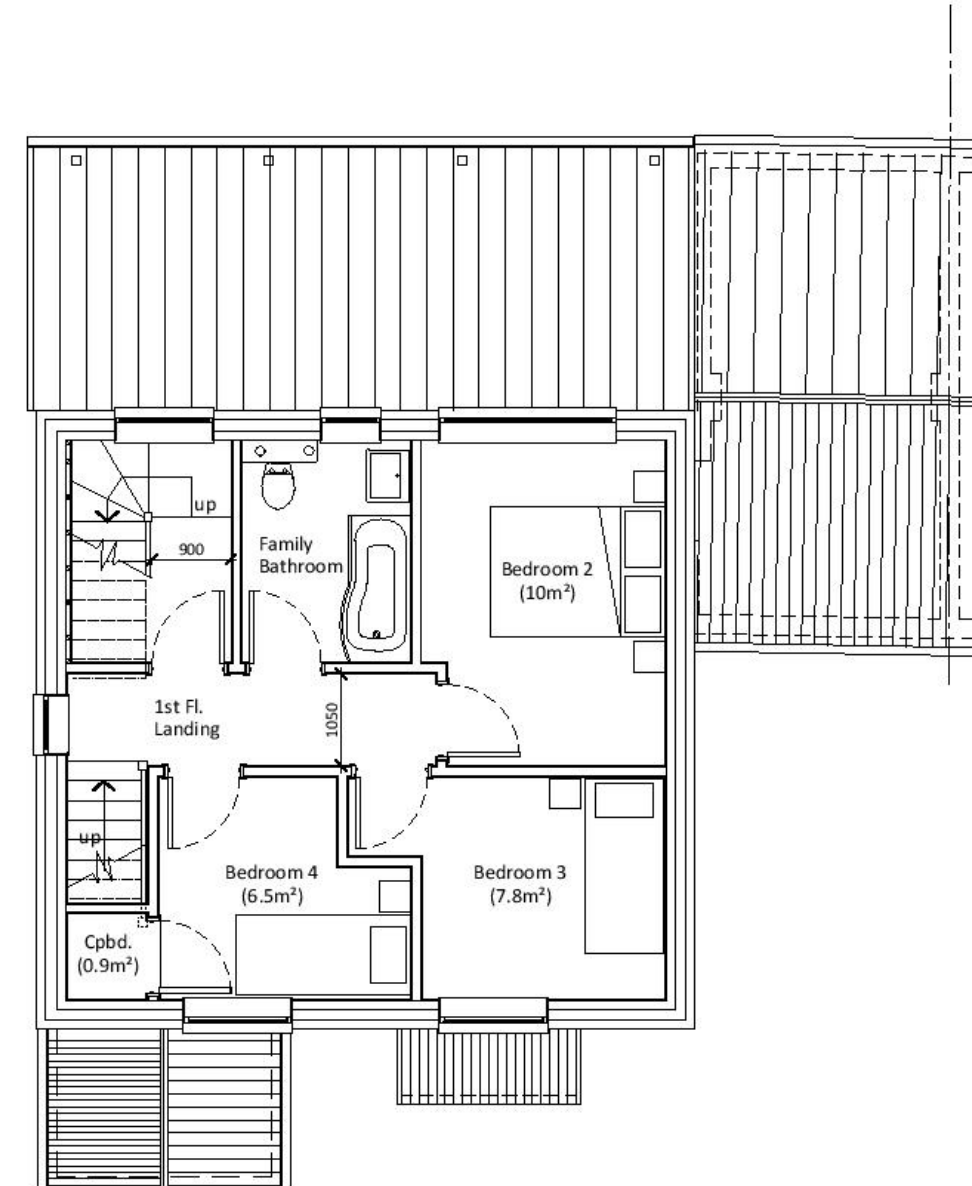 up
900
Family
Bathroom
Bedroom 2
(10m²)
1st Fl.
Landing
1050
up
Bedroom 4
(6.5m²)
Bedroom 3
(7.8m²)
Cpbd.
(0.9m²)